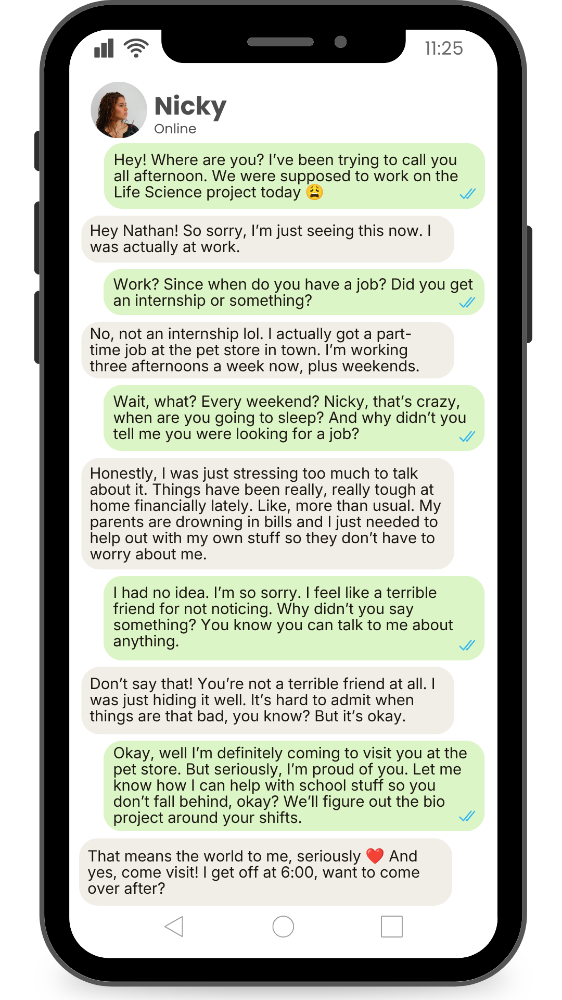 11:25
Nicky
Online
Hey! Where are you? I’ve been trying to call you
all afternoon. We were supposed to work on the
Life Science project today 😩
Hey Nathan! So sorry, I’m just seeing this now. I
was actually at work.
Work? Since when do you have a job? Did you get
an internship or something?
No, not an internship lol. I actually got a part-
time job at the pet store in town. I’m working
three afternoons a week now, plus weekends.
Wait, what? Every weekend? Nicky, that’s crazy,
when are you going to sleep? And why didn’t you
tell me you were looking for a job?
Honestly, I was just stressing too much to talk
about it. Things have been really, really tough at
home financially lately. Like, more than usual. My
parents are drowning in bills and I just needed to
help out with my own stuff so they don’t have to
worry about me.
I had no idea. I’m so sorry. I feel like a terrible
friend for not noticing. Why didn’t you say
something? You know you can talk to me about
anything.
Don’t say that! You’re not a terrible friend at all. I
was just hiding it well. It’s hard to admit when
things are that bad, you know? But it’s okay.
Okay, well I’m definitely coming to visit you at the
pet store. But seriously, I’m proud of you. Let me
know how I can help with school stuff so you
don’t fall behind, okay? We’ll figure out the bio
project around your shifts.
That means the world to me, seriously ❤️ And
yes, come visit! I get off at 6:00, want to come
over after?